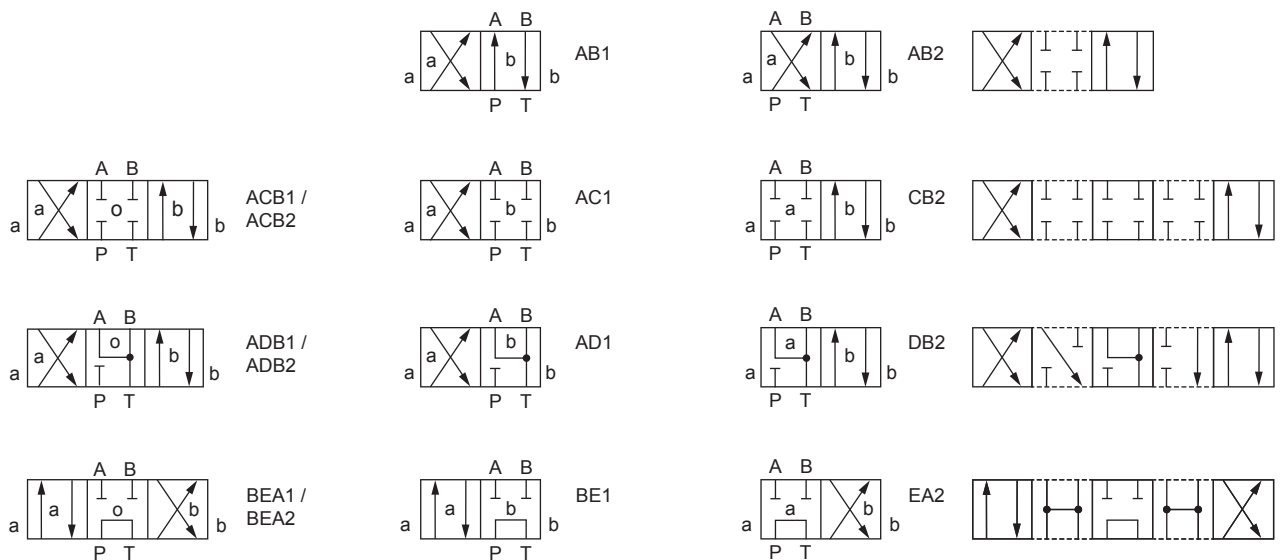 A B A B
a b AB1 a b AB2
a b a b
P T P T
A B A B A B
a o b ACB1 / ACB2 a b AC1 a b CB2
a b a b a b
P T P T P T
A B A B A B
a o b ADB1 / ADB2 a b AD1 a b DB2
a b a b a b
P T P T P T
A B A B A B
a o b BEA1 / BEA2 a b BE1 a b EA2
a b a b a b
P T P T P T